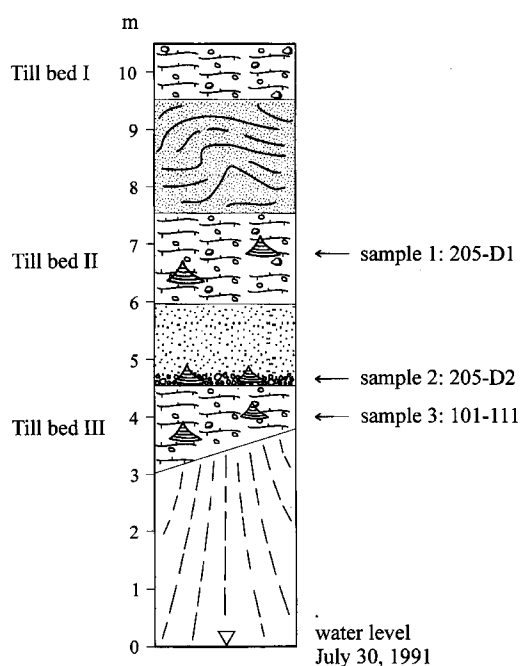 m
Till bed I
10
9
8
7
Till bed II
sample 1: 205-D1
6
5
sample 2: 205-D2
4
sample 3: 101-111
Till bed III
3
2
1
0
water level
July 30, 1991